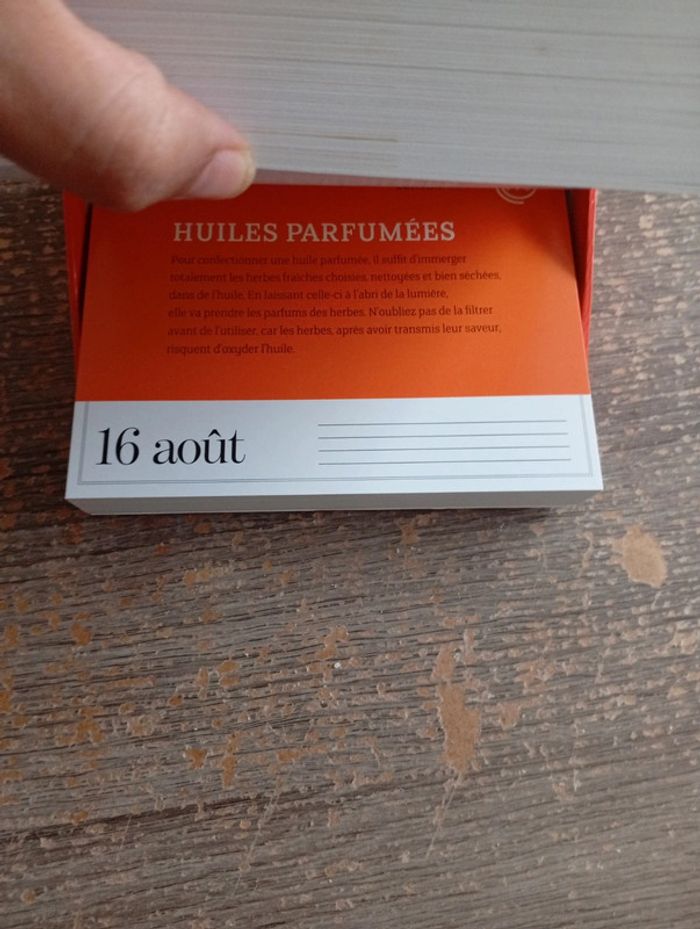 HUILES PARFUMÉES
Pour confectionner une huile parfumée, il suffit d'immerger
totalement les herbes fraîches choisies, nettoyées et bien séchées,
dans de l'huile. En laissant celle-ci à l'abri de la lumière,
elle va prendre les parfums des herbes. N'oubliez pas de la filtrer
avant de l'utiliser, car les herbes, après avoir transmis leur saveur,
risquent d'oxyder l'huile.
16 août